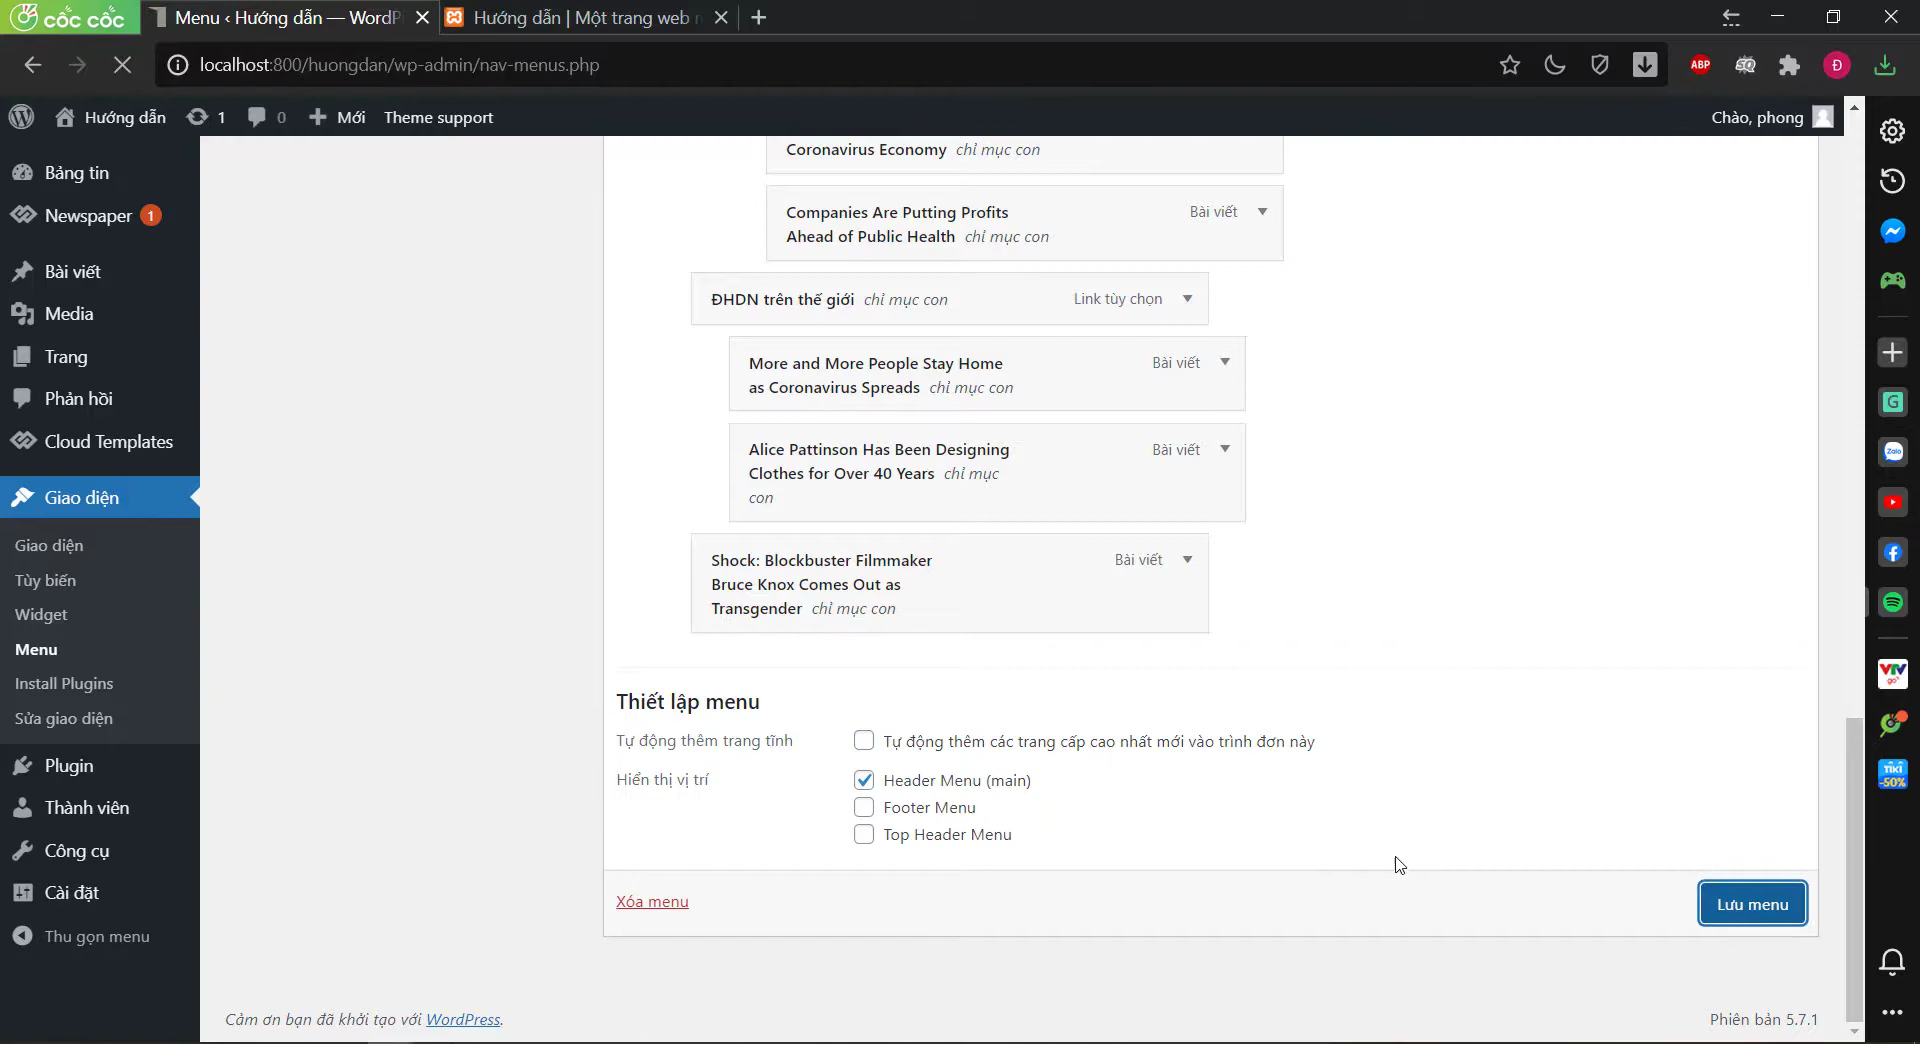 cốc cốc
Menu ‹ Hướng dẫn — WordP
Hướng dẫn | Một trang web
localhost:800/huongdan/wp-admin/nav-menus.php
ABP
Đ
Hướng dẫn
1
0
Mới
Theme support
Chào, phong
Bảng tin
Newspaper 1
Bài viết
Media
Trang
Phản hồi
Cloud Templates
Giao diện
Giao diện
Tùy biến
Widget
Menu
Install Plugins
Sửa giao diện
Plugin
Thành viên
Công cụ
Cài đặt
Thu gọn menu
Coronavirus Economy chỉ mục con
Companies Are Putting Profits
Ahead of Public Health chỉ mục con
Bài viết
ĐHDN trên thế giới chỉ mục con
Link tùy chọn
More and More People Stay Home
as Coronavirus Spreads chỉ mục con
Bài viết
Alice Pattinson Has Been Designing
Clothes for Over 40 Years chỉ mục
con
Bài viết
Shock: Blockbuster Filmmaker
Bruce Knox Comes Out as
Transgender chỉ mục con
Bài viết
Thiết lập menu
Tự động thêm trang tĩnh
Tự động thêm các trang cấp cao nhất mới vào trình đơn này
Hiển thị vị trí
Header Menu (main)
Footer Menu
Top Header Menu
Xóa menu
Lưu menu
Cảm ơn bạn đã khởi tạo với WordPress.
Phiên bản 5.7.1
G
Zalo
VTV
go
TIKI
-50%